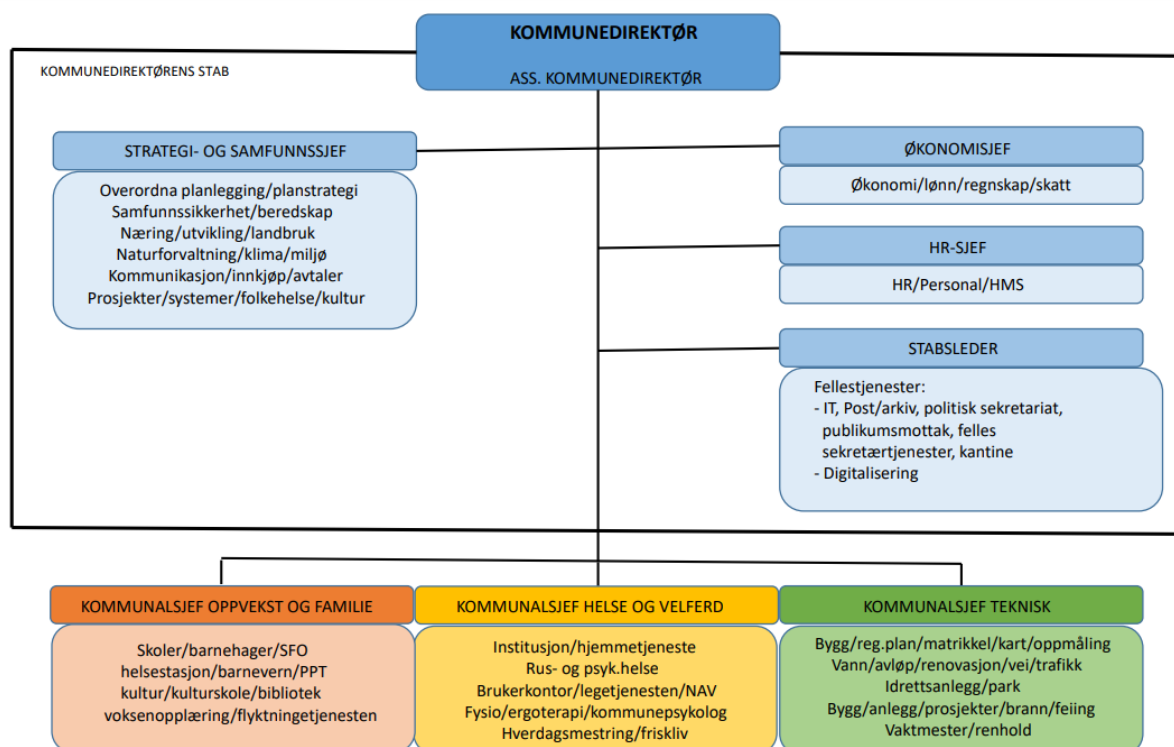 KOMMUNEDIREKTØR
ASS. KOMMUNEDIREKTØR
KOMMUNEDIREKTØRENS STAB
STRATEGI- OG SAMFUNNSSJEF
Overordna planlegging/planstrategi
Samfunnssikkerhet/beredskap
Næring/utvikling/landbruk
Naturforvaltning/klima/miljø
Kommunikasjon/innkjøp/avtaler
Prosjekter/systemer/folkehelse/kultur
ØKONOMISJEF
Økonomi/lønn/regnskap/skatt
HR-SJEF
HR/Personal/HMS
STABSLEDER
Fellestjenester:
- IT, Post/arkiv, politisk sekretariat,
publikumsmottak, felles
sekretærtjenester, kantine
- Digitalisering
KOMMUNALSJEF OPPVEKST OG FAMILIE
Skoler/barnehager/SFO
helsestasjon/barnevern/PPT
kultur/kulturskole/bibliotek
voksenopplæring/flyktningetjenesten
KOMMUNALSJEF HELSE OG VELFERD
Institusjon/hjemmetjeneste
Rus- og psyk.helse
Brukerkontor/legetjenesten/NAV
Fysio/ergoterapi/kommunepsykolog
Hverdagsmestring/friskliv
KOMMUNALSJEF TEKNISK
Bygg/reg.plan/matrikkel/kart/oppmåling
Vann/avløp/renovasjon/vei/trafikk
Idrettsanlegg/park
Bygg/anlegg/prosjekter/brann/feiing
Vaktmester/renhold